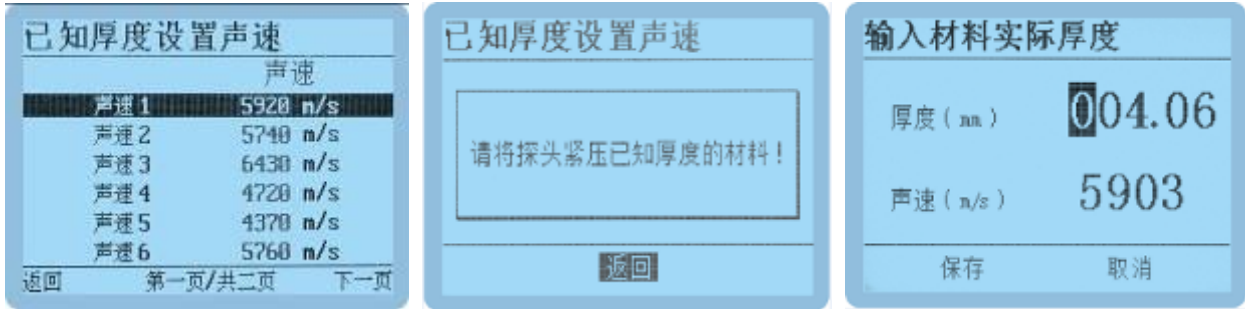 已知厚度设置声速
声速
声速1 5920 m/s
声速2 5740 m/s
声速3 6430 m/s
声速4 4720 m/s
声速5 4370 m/s
声速6 5760 m/s
返回 第一页/共二页 下一页
已知厚度设置声速
请将探头紧压已知厚度的材料!
返回
输入材料实际厚度
厚度(mm) 004.06
声速(m/s) 5903
保存 取消